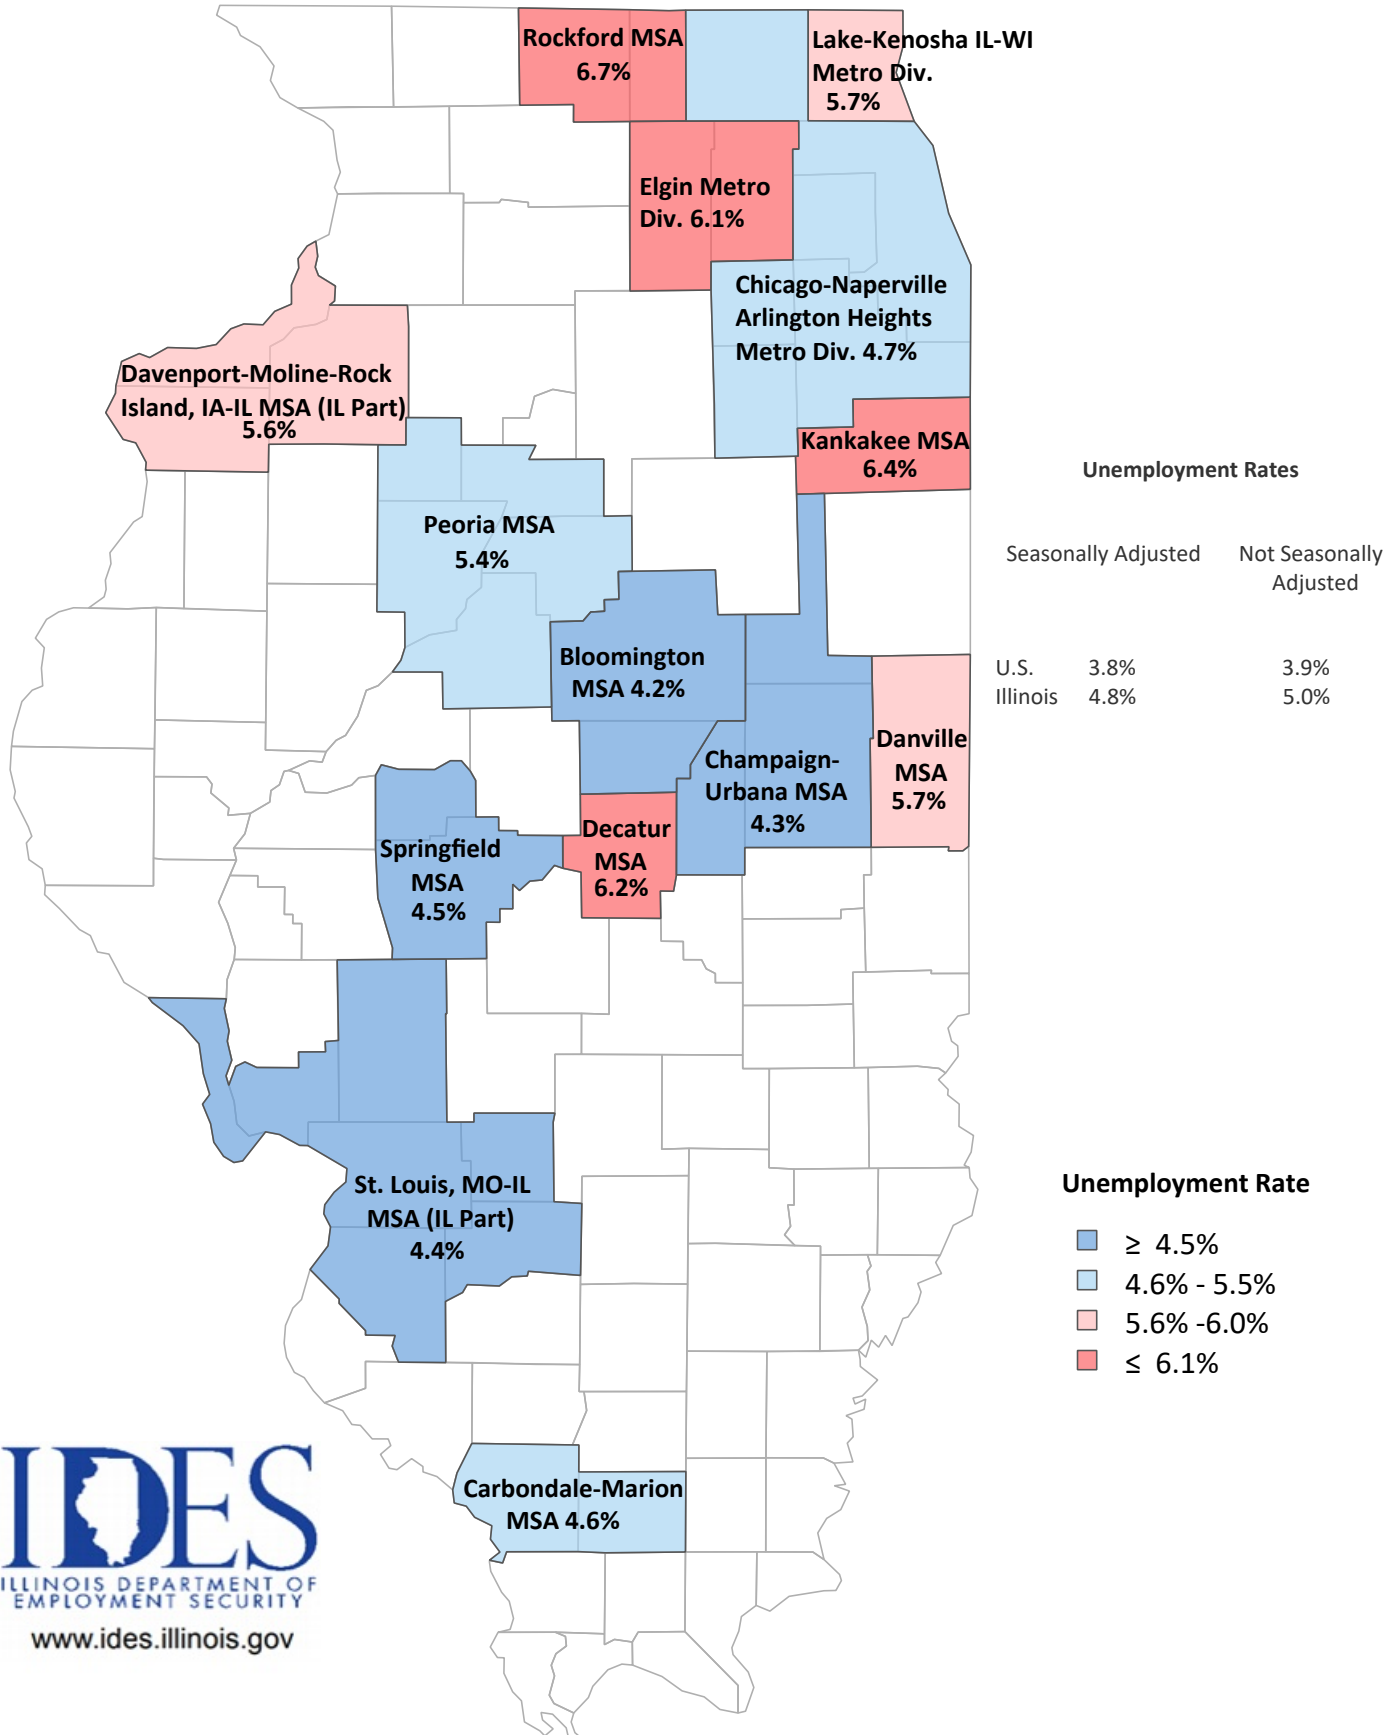 Rockford MSA
6.7%
Lake-Kenosha IL-WI
Metro Div.
5.7%
Elgin Metro
Div. 6.1%
Chicago-Naperville
Arlington Heights
Metro Div. 4.7%
Davenport-Moline-Rock
Island, IA-IL MSA (IL Part)
5.6%
Kankakee MSA
6.4%
Peoria MSA
5.4%
Bloomington
MSA 4.2%
Champaign-
Urbana MSA
4.3%
Danville
MSA
5.7%
Decatur
MSA
6.2%
Springfield
MSA
4.5%
St. Louis, MO-IL
MSA (IL Part)
4.4%
Carbondale-Marion
MSA 4.6%
Unemployment Rates
Seasonally Adjusted Not Seasonally
Adjusted
U.S. 3.8% 3.9%
Illinois 4.8% 5.0%
Unemployment Rate
≥ 4.5%
4.6% - 5.5%
5.6% -6.0%
≤ 6.1%
IDES
ILLINOIS DEPARTMENT OF
EMPLOYMENT SECURITY
www.ides.illinois.gov